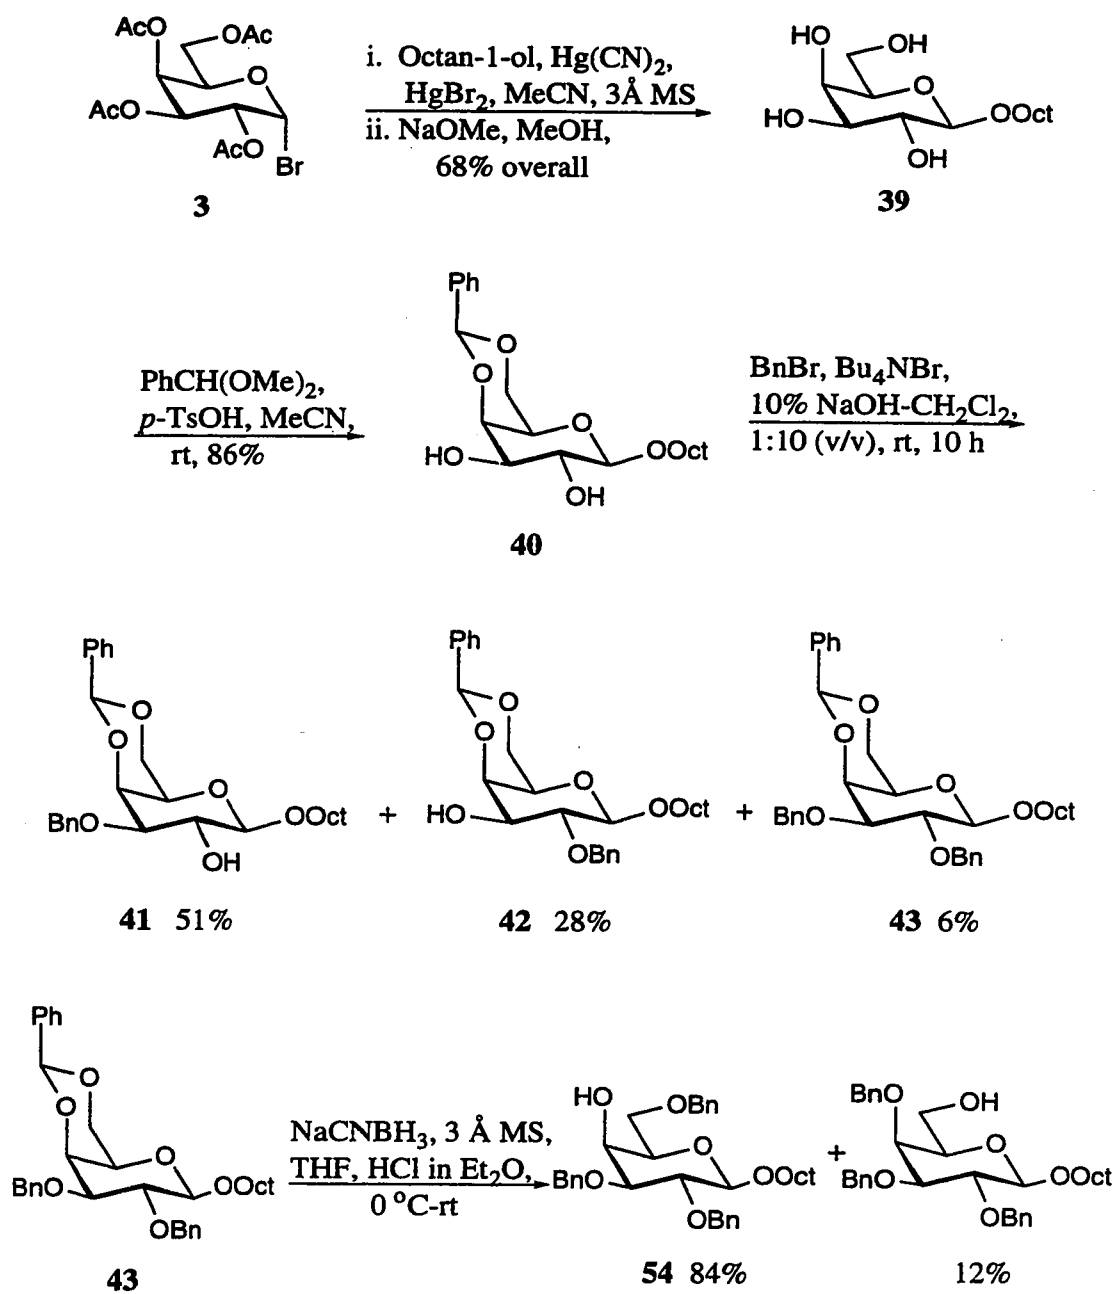 AcO OAc
i. Octan-1-ol, Hg(CN)2,
HgBr2, MeCN, 3Å MS
ii. NaOMe, MeOH,
68% overall
AcO
O
AcO
Br
3
HO OH
O
HO
OOct
OH
39
Ph
O
O
O
HO
OOct
OH
40
PhCH(OMe)2,
p-TsOH, MeCN,
rt, 86%
BnBr, Bu4NBr,
10% NaOH-CH2Cl2,
1:10 (v/v), rt, 10 h
Ph
O
O
O
BnO
OOct
OH
+
Ph
O
O
O
HO
OOct
OBn
+
Ph
O
O
O
BnO
OOct
OBn
41 51%
42 28%
43 6%
Ph
O
O
O
BnO
OOct
OBn
43
NaCNBH3, 3 Å MS,
THF, HCl in Et2O,
0 °C-rt
HO
OBn
O
BnO
OOct
OBn
54 84%
+
BnO
OH
O
BnO
OOct
OBn
12%